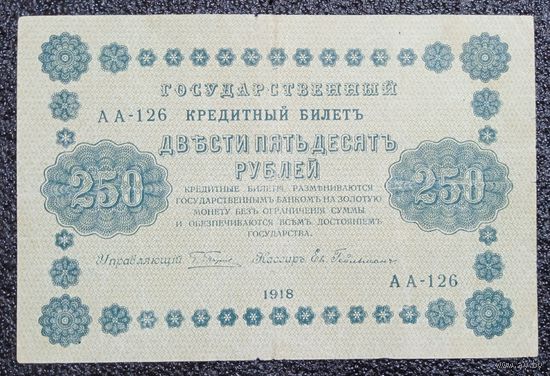 ГОСУДАРСТВЕННЫЙ
АА-126 КРЕДИТНЫЙ БИЛЕТЪ
ДВѢСТИ ПЯТЬДЕСЯТЪ
РУБЛЕЙ
250
250
КРЕДИТНЫЕ БИЛЕТЫ РАЗМѢНИВАЮТСЯ
ГОСУДАРСТВЕННЫМЪ БАНКОМЪ НА ЗОЛОТУЮ
МОНЕТУ БЕЗЪ ОГРАНИЧЕНІЯ СУММЫ
И ОБЕЗПЕЧИВАЮТСЯ ВСѢМЪ ДОСТОЯНІЕМЪ
ГОСУДАРСТВА.
Управляющій Кассиръ
АА-126
1918